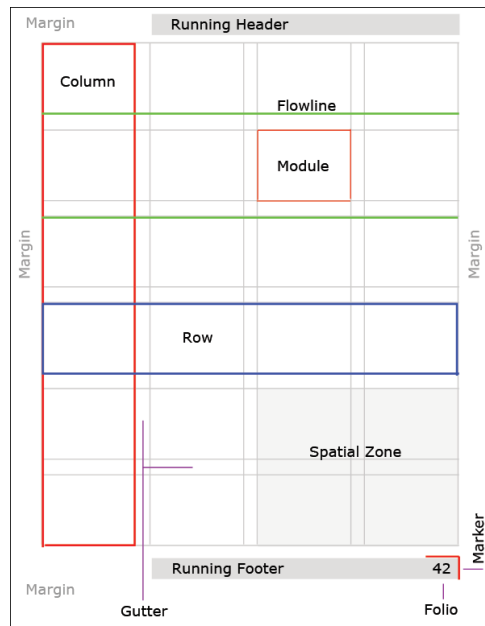 Margin
Running Header
Column
Flowline
Module
Margin
Margin
Row
Spatial Zone
Marker
Running Footer
42
Margin
Gutter
Folio